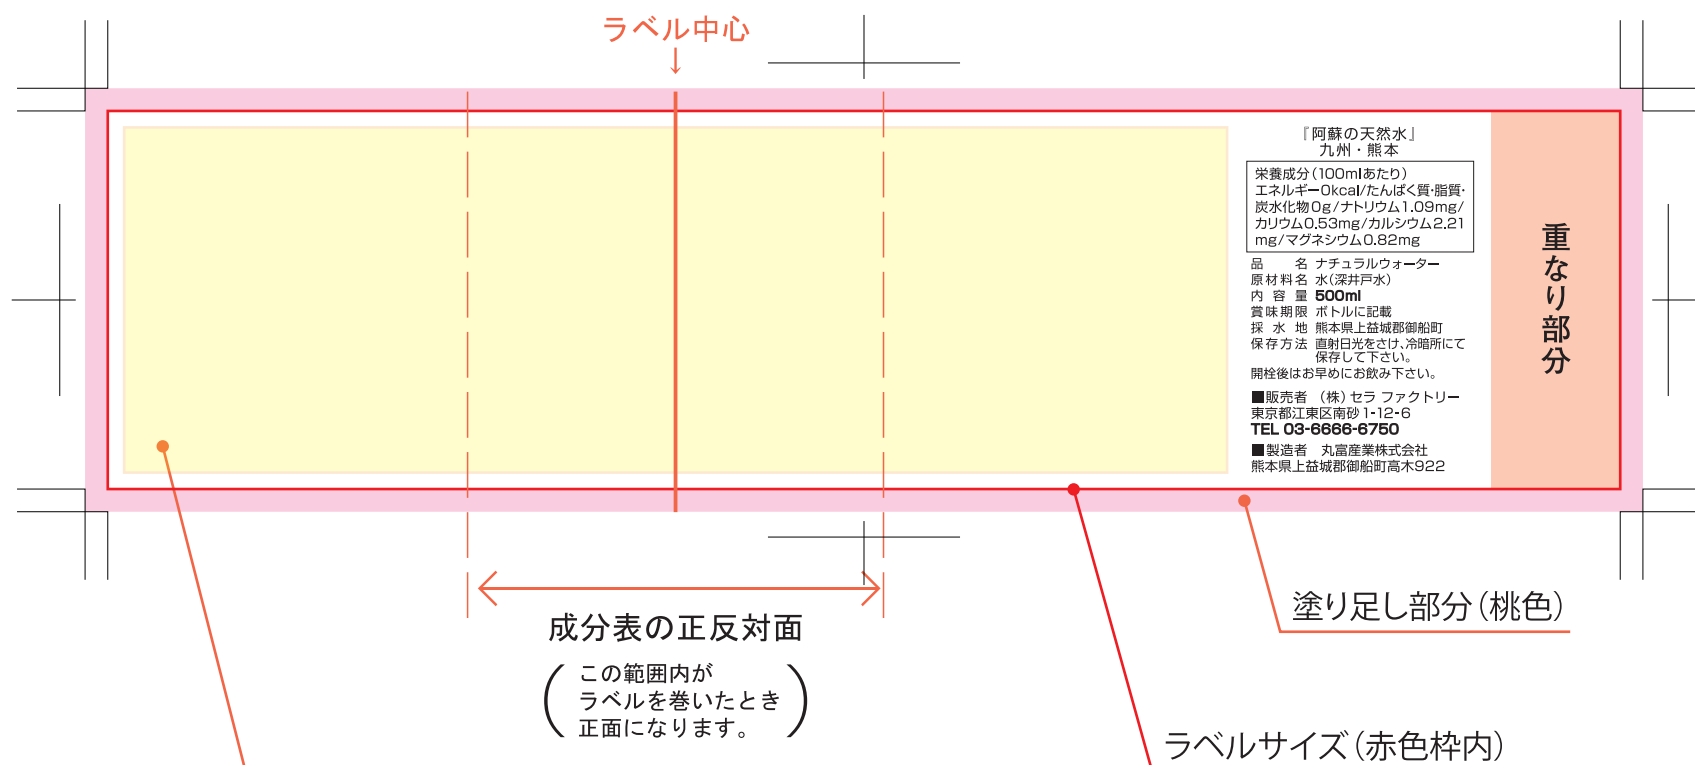 ラベル中心
↓
『阿蘇の天然水』
九州・熊本
栄養成分(100mlあたり)
エネルギー0kcal/たんぱく質・脂質・
炭水化物0g/ナトリウム1.09mg/
カリウム0.53mg/カルシウム2.21
mg/マグネシウム0.82mg
品名 ナチュラルウォーター
原材料名 水(深井戸水)
内容量 500ml
賞味期限 ボトルに記載
採水地 熊本県上益城郡御船町
保存方法 直射日光をさけ、冷暗所にて
保存して下さい。
開栓後はお早めにお飲み下さい。
■販売者 (株)セラ ファクトリー
東京都江東区南砂1-12-6
TEL 03-6666-6750
■製造者 丸富産業株式会社
熊本県上益城郡御船町高木922
重なり部分
成分表の正反対面
(この範囲内が
ラベルを巻いたとき
正面になります。)
塗り足し部分(桃色)
ラベルサイズ(赤色枠内)